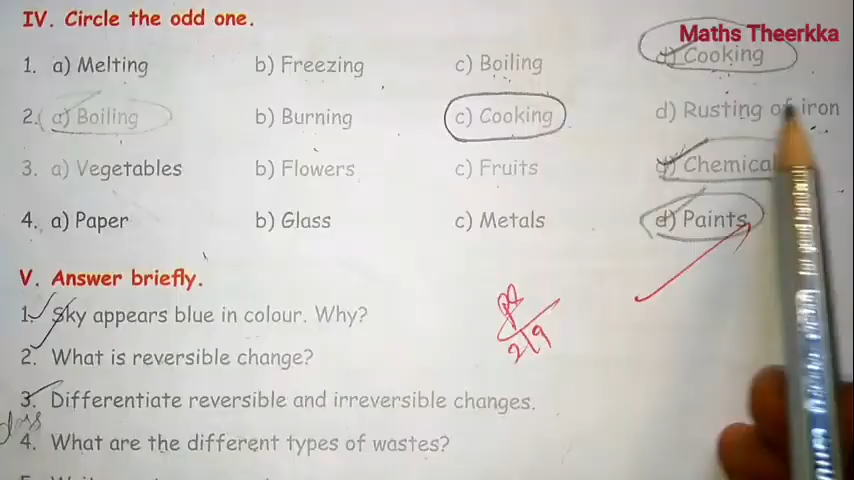 Maths Theerkka
IV. Circle the odd one.
1. a) Melting b) Freezing c) Boiling d) Cooking
2. a) Boiling b) Burning c) Cooking d) Rusting of iron
3. a) Vegetables b) Flowers c) Fruits d) Chemical
4. a) Paper b) Glass c) Metals d) Paints
V. Answer briefly.
1. Sky appears blue in colour. Why?
2. What is reversible change?
3. Differentiate reversible and irreversible changes.
4. What are the different types of wastes?
2/9